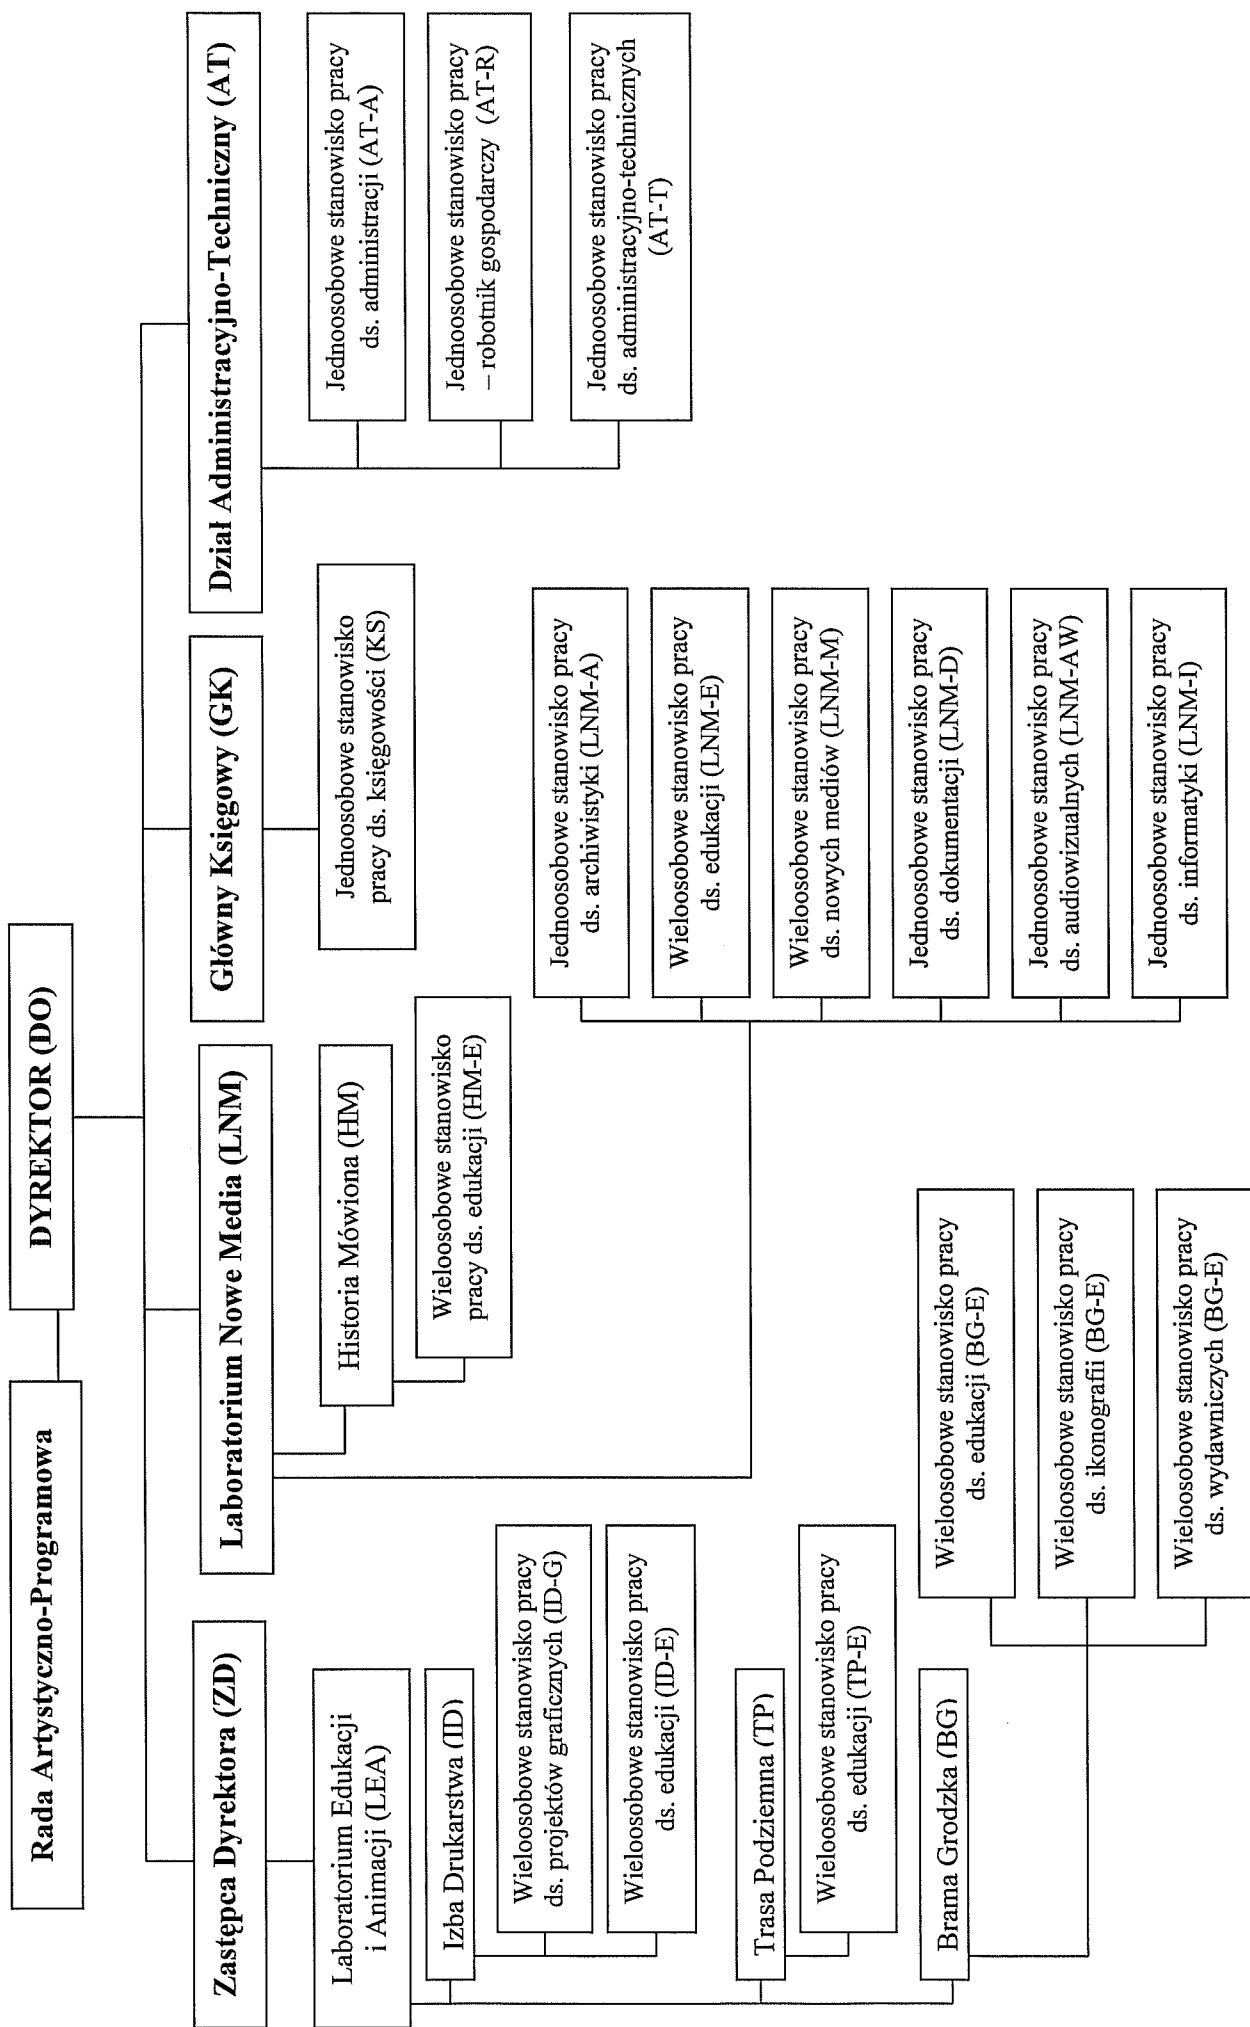 Rada Artystyczno-Programowa
DYREKTOR (DO)
Zastępca Dyrektora (ZD)
Laboratorium Nowe Media (LNM)
Główny Księgowy (GK)
Dział Administracyjno-Techniczny (AT)
Laboratorium Edukacji
i Animacji (LEA)
Izba Drukarstwa (ID)
Wieloosobowe stanowisko pracy
ds. projektów graficznych (ID-G)
Wieloosobowe stanowisko pracy
ds. edukacji (ID-E)
Trasa Podziemna (TP)
Wieloosobowe stanowisko pracy
ds. edukacji (TP-E)
Brama Grodzka (BG)
Wieloosobowe stanowisko pracy
ds. edukacji (BG-E)
Wieloosobowe stanowisko pracy
ds. ikonografii (BG-E)
Wieloosobowe stanowisko pracy
ds. wydawniczych (BG-E)
Historia Mówiona (HM)
Wieloosobowe stanowisko
pracy ds. edukacji (HM-E)
Jednoosobowe stanowisko pracy
ds. archiwistyki (LNM-A)
Wieloosobowe stanowisko pracy
ds. edukacji (LNM-E)
Wieloosobowe stanowisko pracy
ds. nowych mediów (LNM-M)
Jednoosobowe stanowisko pracy
ds. dokumentacji (LNM-D)
Jednoosobowe stanowisko pracy
ds. audiowizualnych (LNM-AW)
Jednoosobowe stanowisko pracy
ds. informatyki (LNM-I)
Jednoosobowe stanowisko
pracy ds. księgowości (KS)
Jednoosobowe stanowisko pracy
ds. administracji (AT-A)
Jednoosobowe stanowisko pracy
– robotnik gospodarczy (AT-R)
Jednoosobowe stanowisko pracy
ds. administracyjno-technicznych
(AT-T)